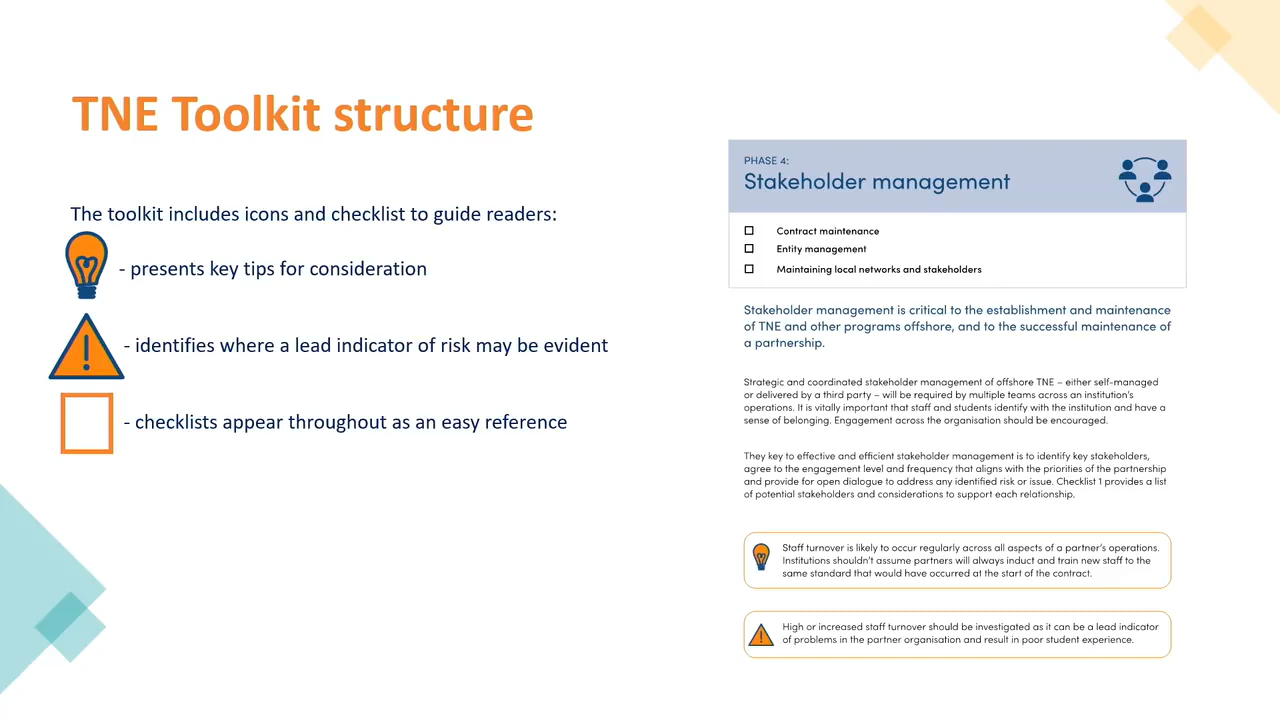 TNE Toolkit structure
The toolkit includes icons and checklist to guide readers:
- presents key tips for consideration
- identifies where a lead indicator of risk may be evident
- checklists appear throughout as an easy reference
PHASE 4:
Stakeholder management
Contract maintenance
Entity management
Maintaining local networks and stakeholders
Stakeholder management is critical to the establishment and maintenance
of TNE and other programs offshore, and to the successful maintenance of
a partnership.
Strategic and coordinated stakeholder management of offshore TNE – either self-managed
or delivered by a third party – will be required by multiple teams across an institution's
operations. It is vitally important that staff and students identify with the institution and have a
sense of belonging. Engagement across the organisation should be encouraged.
They key to effective and efficient stakeholder management is to identify key stakeholders,
agree to the engagement level and frequency that aligns with the priorities of the partnership
and provide for open dialogue to address any identified risk or issue. Checklist 1 provides a list
of potential stakeholders and considerations to support each relationship.
Staff turnover is likely to occur regularly across all aspects of a partner's operations.
Institutions shouldn't assume partners will always induct and train new staff to the
same standard that would have occurred at the start of the contract.
High or increased staff turnover should be investigated as it can be a lead indicator
of problems in the partner organisation and result in poor student experience.